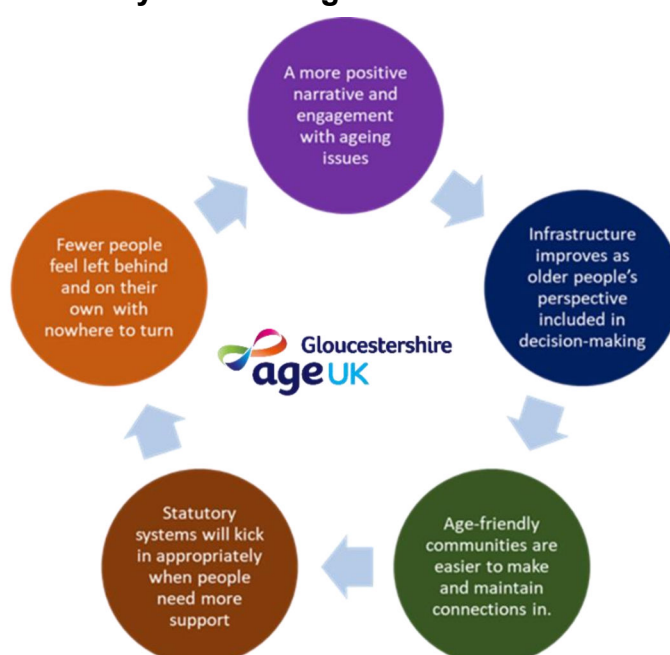 A more positive
narrative and
engagement
with ageing
issues
Infrastructure
improves as
older people's
perspective
included in
decision-making
Age-friendly
communities are
easier to make
and maintain
connections in.
Statutory
systems will kick
in appropriately
when people
need more
support
Fewer people
feel left behind
and on their
own with
nowhere to turn
Gloucestershire
age UK